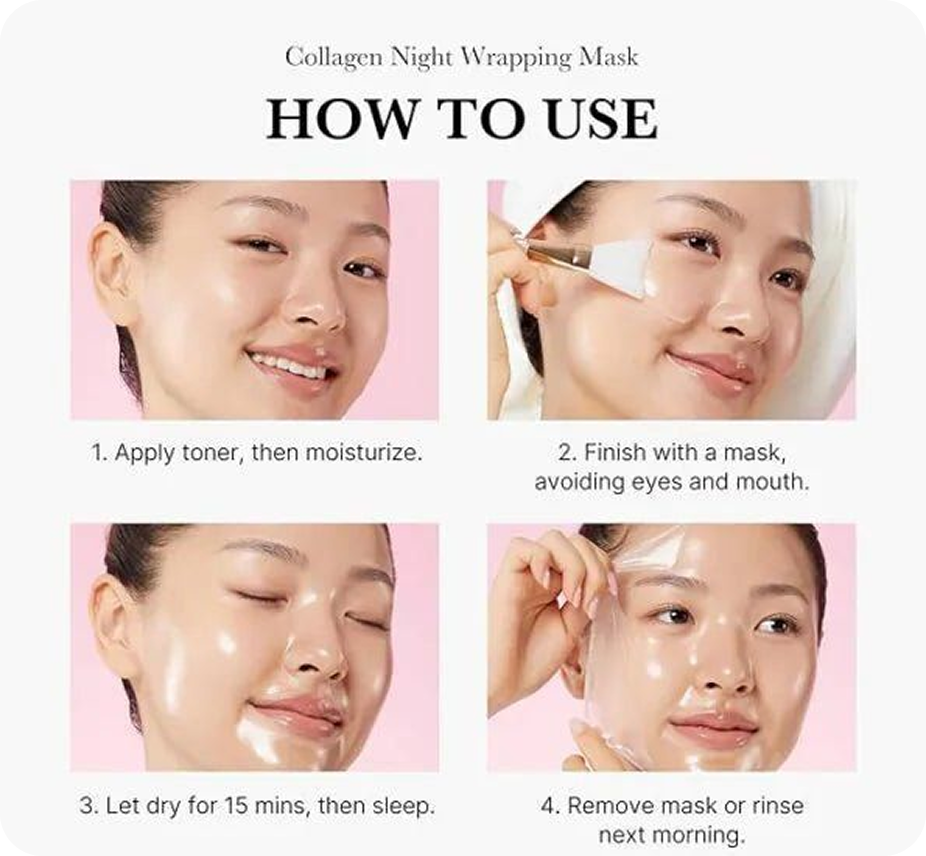 Collagen Night Wrapping Mask
HOW TO USE
1. Apply toner, then moisturize.
2. Finish with a mask,
avoiding eyes and mouth.
3. Let dry for 15 mins, then sleep.
4. Remove mask or rinse
next morning.